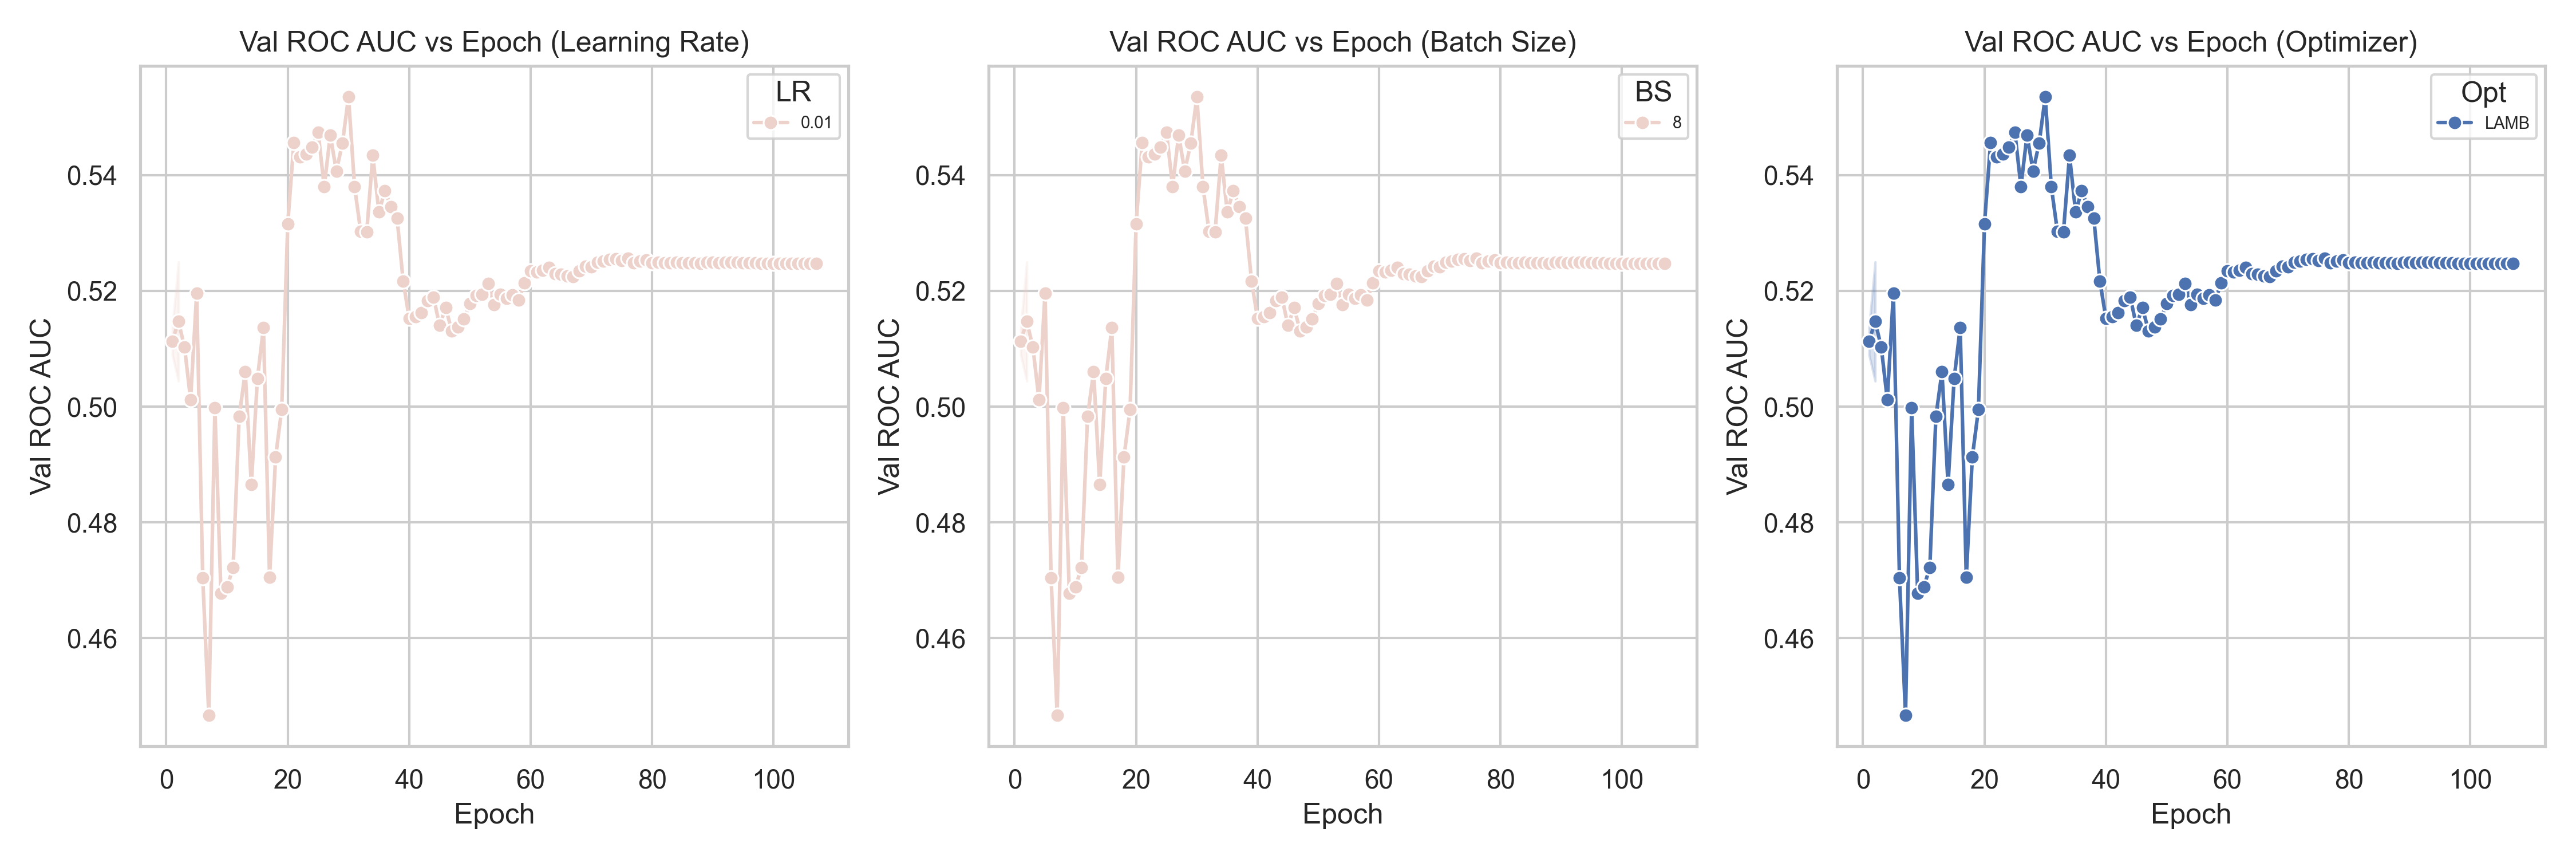 Val ROC AUC vs Epoch (Learning Rate)
LR
0.01
0.54
0.52
0.50
0.48
0.46
Val ROC AUC
0 20 40 60 80 100
Epoch
Val ROC AUC vs Epoch (Batch Size)
BS
8
0.54
0.52
0.50
0.48
0.46
Val ROC AUC
0 20 40 60 80 100
Epoch
Val ROC AUC vs Epoch (Optimizer)
Opt
LAMB
0.54
0.52
0.50
0.48
0.46
Val ROC AUC
0 20 40 60 80 100
Epoch